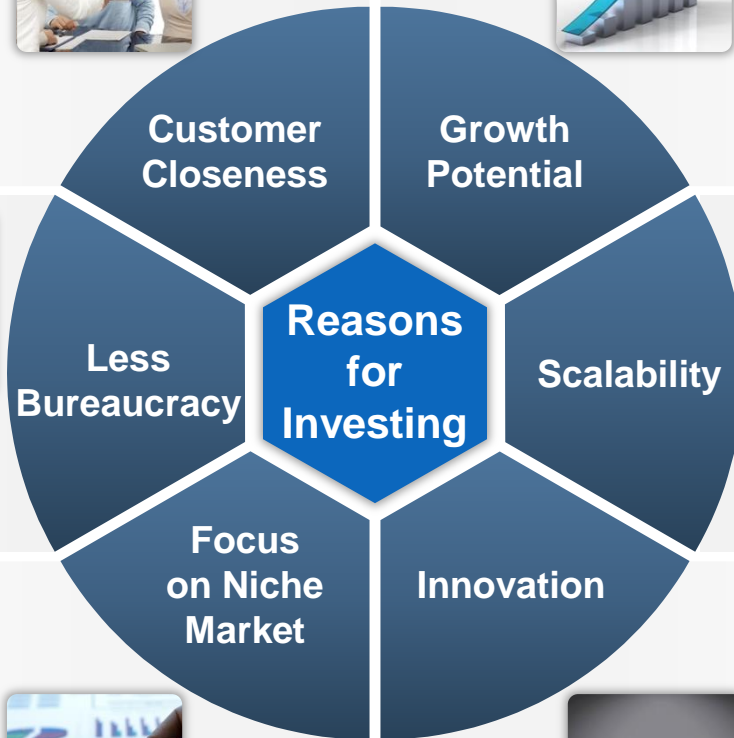 Customer
Closeness
Growth
Potential
Reasons
for
Investing
Less
Bureaucracy
Scalability
Focus
on Niche
Market
Innovation